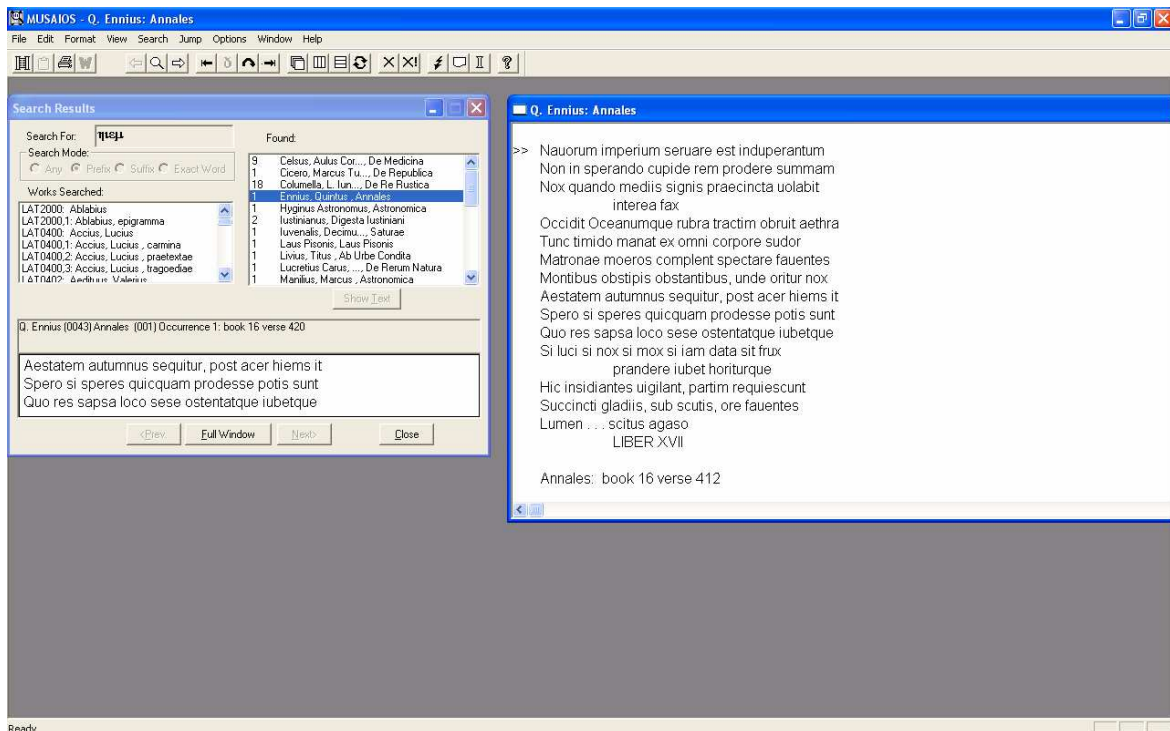 MUSAIOS - Q. Ennius: Annales
File Edit Format View Search Jump Options Window Help
Search Results
Search For:
Search Mode:
Any Prefix Suffix Exact Word
Works Searched:
LAT2000: Ablabius
LAT2000,1: Ablabius, epigramma
LAT0400: Accius, Lucius
LAT0400,1: Accius, Lucius , carmina
LAT0400,2: Accius, Lucius , praetextae
LAT0400,3: Accius, Lucius , tragoediae
LAT0402: Aedituus, Valerius
Found:
9 Celsus, Aulus Cor..., De Medicina
1 Cicero, Marcus Tu..., De Republica
18 Columella, L. Iun..., De Re Rustica
1 Ennius, Quintus , Annales
1 Hyginus Astronomus, Astronomica
2 Iustinianus, Digesta Iustiniani
1 Iuvenalis, Decimu..., Saturae
1 Laus Pisonis, Laus Pisonis
1 Livius, Titus , Ab Urbe Condita
1 Lucretius Carus, ..., De Rerum Natura
1 Manilius, Marcus , Astronomica
Show Text
Q. Ennius (0043) Annales (001) Occurrence 1: book 16 verse 420
Aestatem autumnus sequitur, post acer hiems it
Spero si speres quicquam prodesse potis sunt
Quo res sapsa loco sese ostentatque iubetque
<Prev. Full Window Next> Close
Q. Ennius: Annales
>> Nauorum imperium seruare est induperantum
Non in sperando cupide rem prodere summam
Nox quando mediis signis praecincta uolabit
interea fax
Occidit Oceanumque rubra tractim obruit aethra
Tunc timido manat ex omni corpore sudor
Matronae moeros complent spectare fauentes
Montibus obstipis obstantibus, unde oritur nox
Aestatem autumnus sequitur, post acer hiems it
Spero si speres quicquam prodesse potis sunt
Quo res sapsa loco sese ostentatque iubetque
Si luci si nox si mox si iam data sit frux
prandere iubet horiturque
Hic insidiantes uigilant, partim requiescunt
Succincti gladiis, sub scutis, ore fauentes
Lumen . . . scitus agaso
LIBER XVII
Annales: book 16 verse 412
Ready